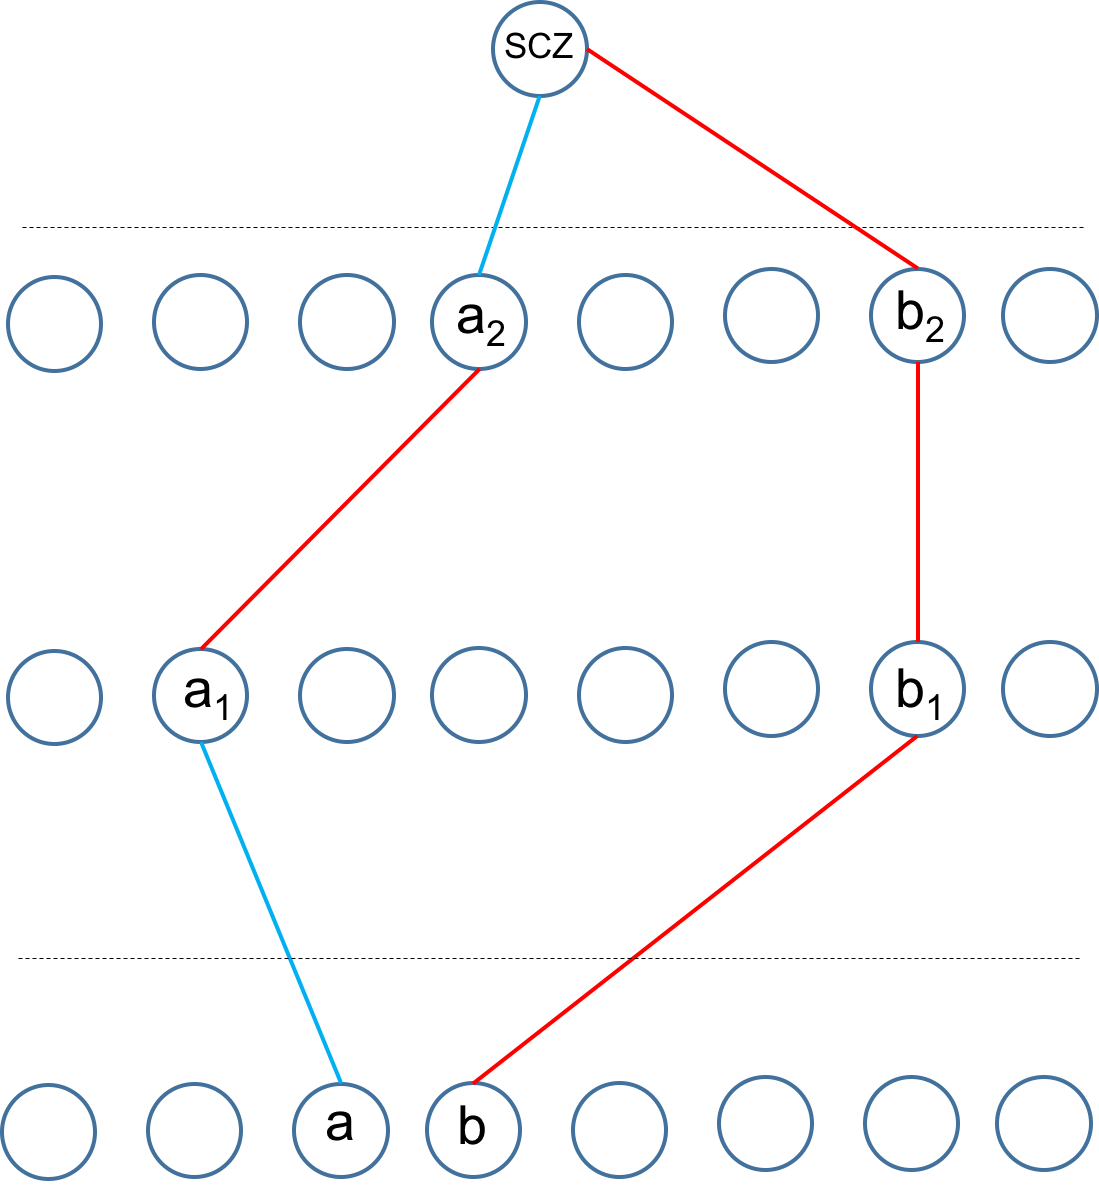 SCZ
a₂ b₂
a₁ b₁
a b